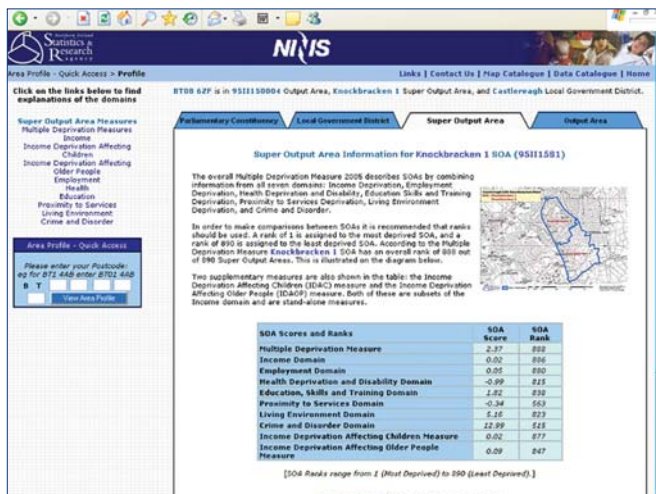 Statistics &
Research
Agency
NINIS
Area Profile - Quick Access > Profile
Links | Contact Us | Map Catalogue | Data Catalogue | Home
Click on the links below to find
explanations of the domains
Super Output Area Measures
Multiple Deprivation Measures
Income
Income Deprivation Affecting
Children
Income Deprivation Affecting
Older People
Employment
Health
Education
Proximity to Services
Living Environment
Crime and Disorder
Area Profile - Quick Access
Please enter your Postcode:
eg for BT1 4AB enter BT01 4AB
B T
View Area Profile
BT08 6ZF is in 95II150004 Output Area, Knockbracken 1 Super Output Area, and Castlereagh Local Government District.
Parliamentary Constituency
Local Government District
Super Output Area
Output Area
Super Output Area Information for Knockbracken 1 SOA (95II1581)
The overall Multiple Deprivation Measure 2005 describes SOAs by combining
information from all seven domains: Income Deprivation, Employment
Deprivation, Health Deprivation and Disability, Education Skills and Training
Deprivation, Proximity to Services Deprivation, Living Environment
Deprivation, and Crime and Disorder.
In order to make comparisons between SOAs it is recommended that ranks
should be used. A rank of 1 is assigned to the most deprived SOA, and a
rank of 890 is assigned to the least deprived SOA. According to the Multiple
Deprivation Measure Knockbracken 1 SOA has an overall rank of 888 out
of 890 Super Output Areas. This is illustrated on the diagram below.
Two supplementary measures are also shown in the table: the Income
Deprivation Affecting Children (IDAC) measure and the Income Deprivation
Affecting Older People (IDAOP) measure. Both of these are subsets of the
Income domain and are stand-alone measures.
SOA Scores and Ranks SOA Score SOA Rank
Multiple Deprivation Measure 2.37 888
Income Domain 0.02 886
Employment Domain 0.05 880
Health Deprivation and Disability Domain -0.99 815
Education, Skills and Training Domain 1.82 838
Proximity to Services Domain -0.34 563
Living Environment Domain 5.16 823
Crime and Disorder Domain 12.99 515
Income Deprivation Affecting Children Measure 0.02 877
Income Deprivation Affecting Older People
Measure 0.09 847
[SOA Ranks range from 1 (Most Deprived) to 890 (Least Deprived).]